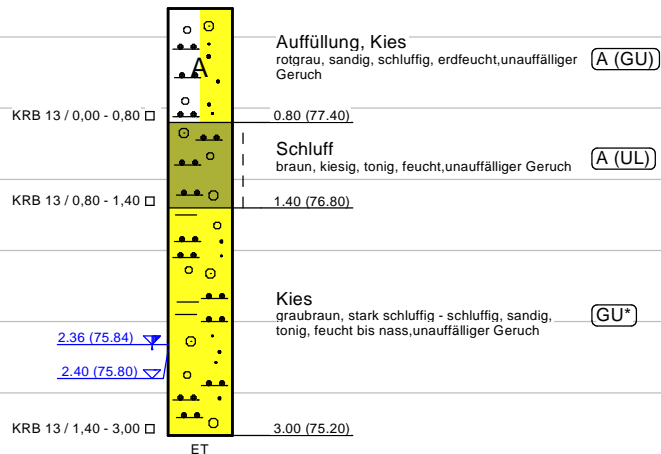 Auffüllung, Kies
rotgrau, sandig, schluffig, erdfeucht,unauffälliger
Geruch
A (GU)
A
KRB 13 / 0,00 - 0,80
0.80 (77.40)
Schluff
braun, kiesig, tonig, feucht,unauffälliger Geruch
A (UL)
KRB 13 / 0,80 - 1,40
1.40 (76.80)
Kies
graubraun, stark schluffig - schluffig, sandig,
tonig, feucht bis nass,unauffälliger Geruch
GU*
2.36 (75.84)
2.40 (75.80)
KRB 13 / 1,40 - 3,00
3.00 (75.20)
ET